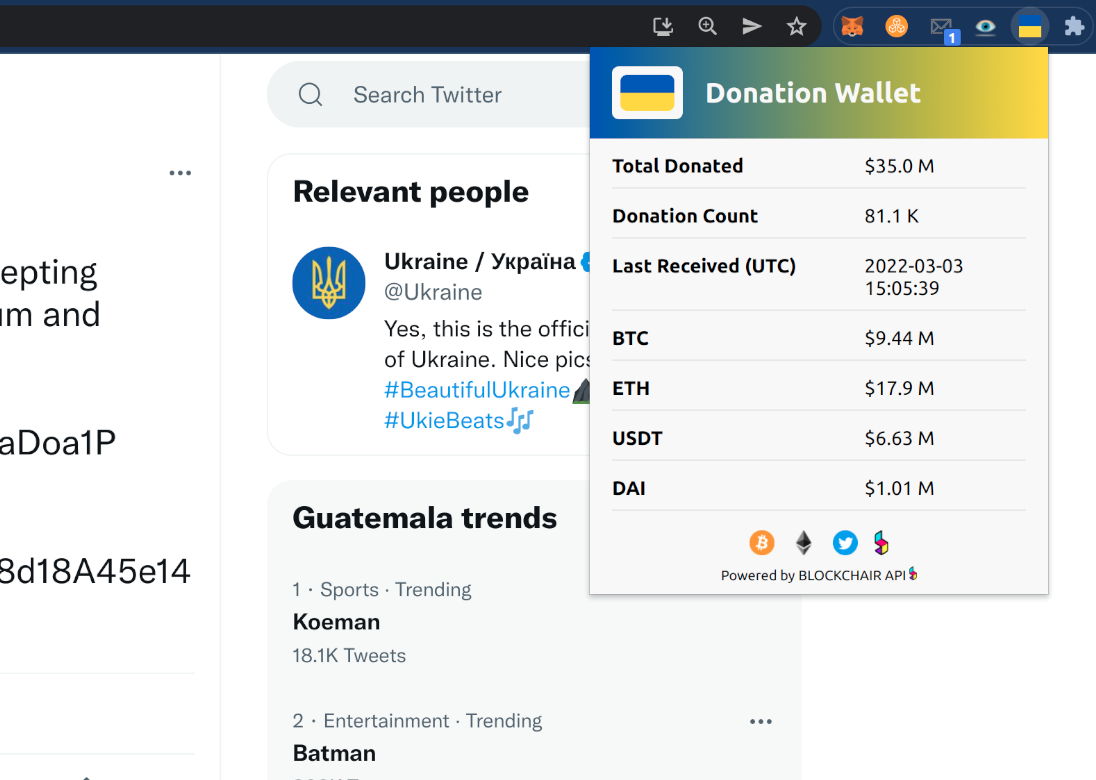 1
Search Twitter
Donation Wallet
Relevant people
Ukraine / Україна
@Ukraine
Yes, this is the offici
of Ukraine. Nice pics
#BeautifulUkraine
#UkieBeats
epting
um and
aDoa1P
8d18A45e14
Total Donated $35.0 M
Donation Count 81.1 K
Last Received (UTC) 2022-03-03
15:05:39
BTC $9.44 M
ETH $17.9 M
USDT $6.63 M
DAI $1.01 M
Powered by BLOCKCHAIR API
Guatemala trends
1 · Sports · Trending
Koeman
18.1K Tweets
2 · Entertainment · Trending
Batman